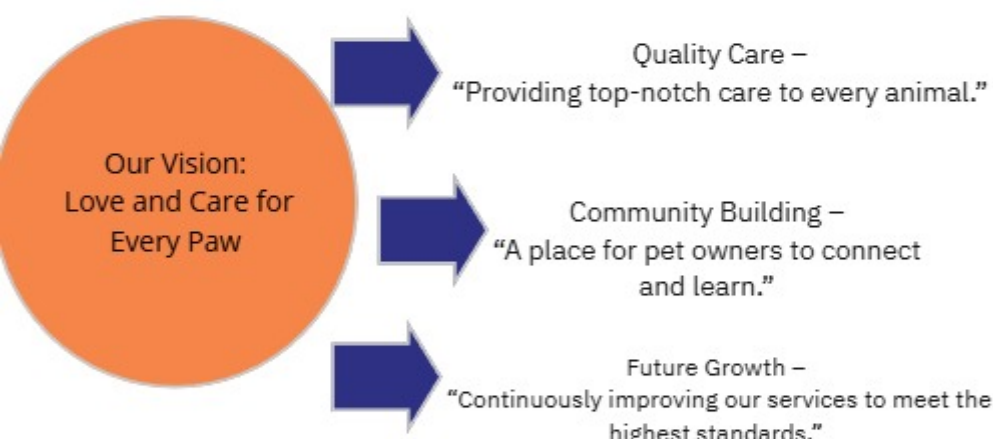 Our Vision:
Love and Care for
Every Paw
Quality Care –
“Providing top-notch care to every animal.”
Community Building –
“A place for pet owners to connect
and learn.”
Future Growth –
“Continuously improving our services to meet the
highest standards.”